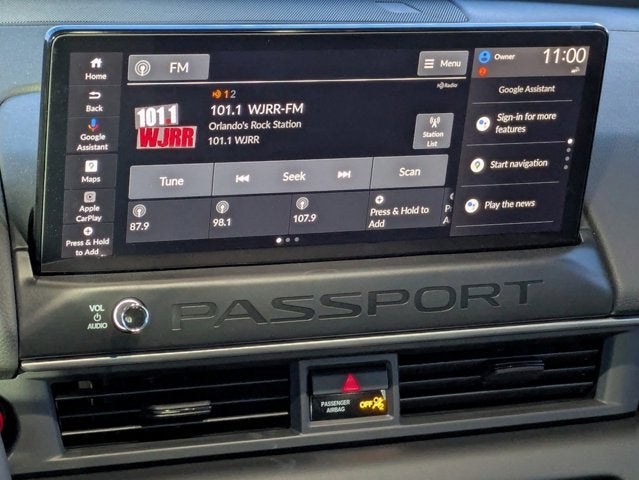 Home
Back
Google
Assistant
Maps
Apple
CarPlay
Press & Hold
to Add
FM
Menu
HD 1 2
HD Radio
101.1 WJRR-FM
Orlando's Rock Station
101.1 WJRR
101.1
WJRR
Station
List
Tune
Seek
Scan
87.9
98.1
107.9
Press & Hold to
Add
Owner
11:00
Google Assistant
Sign-in for more
features
Start navigation
Play the news
VOL
AUDIO
PASSPORT
PASSENGER
AIRBAG
OFF